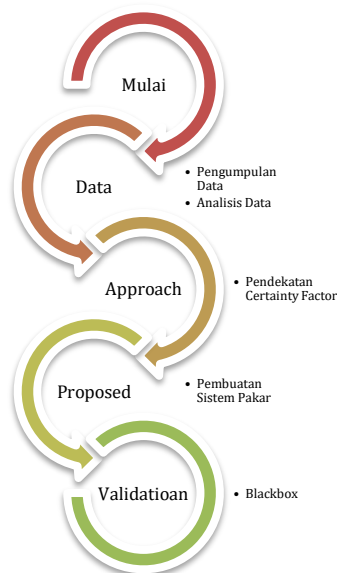 Mulai
Data
• Pengumpulan
Data
• Analisis Data
Approach
• Pendekatan
Certainty Factor
Proposed
• Pembuatan
Sistem Pakar
Validatioan
• Blackbox